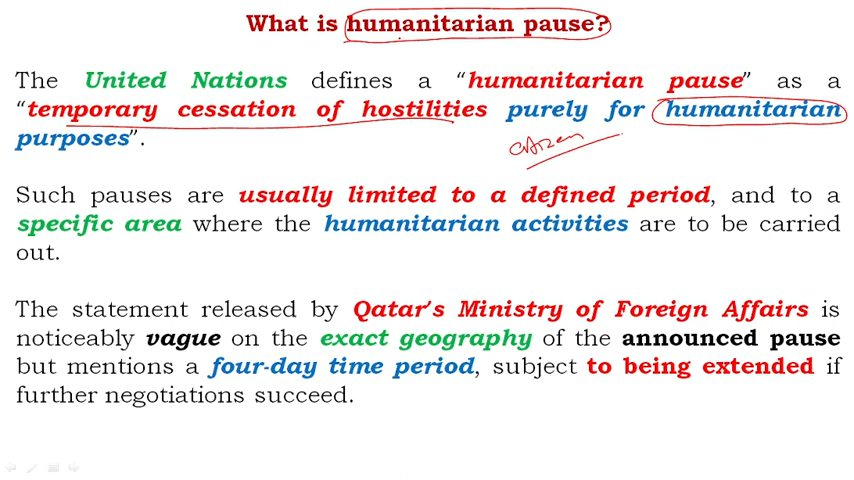 What is humanitarian pause?
The United Nations defines a “humanitarian pause” as a
“temporary cessation of hostilities purely for humanitarian
purposes”.
citizen
Such pauses are usually limited to a defined period, and to a
specific area where the humanitarian activities are to be carried
out.
The statement released by Qatar's Ministry of Foreign Affairs is
noticeably vague on the exact geography of the announced pause
but mentions a four-day time period, subject to being extended if
further negotiations succeed.